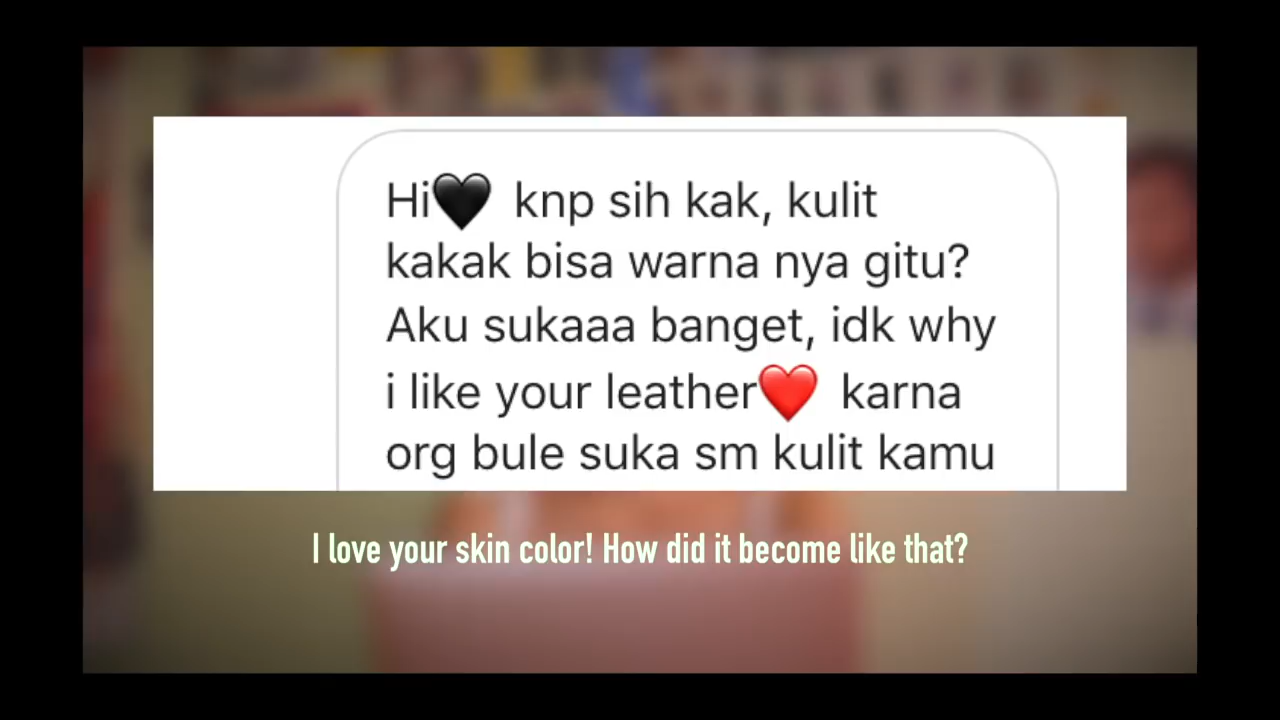 Hi🖤 knp sih kak, kulit
kakak bisa warna nya gitu?
Aku sukaaa banget, idk why
i like your leather❤️ karna
org bule suka sm kulit kamu
I love your skin color! How did it become like that?